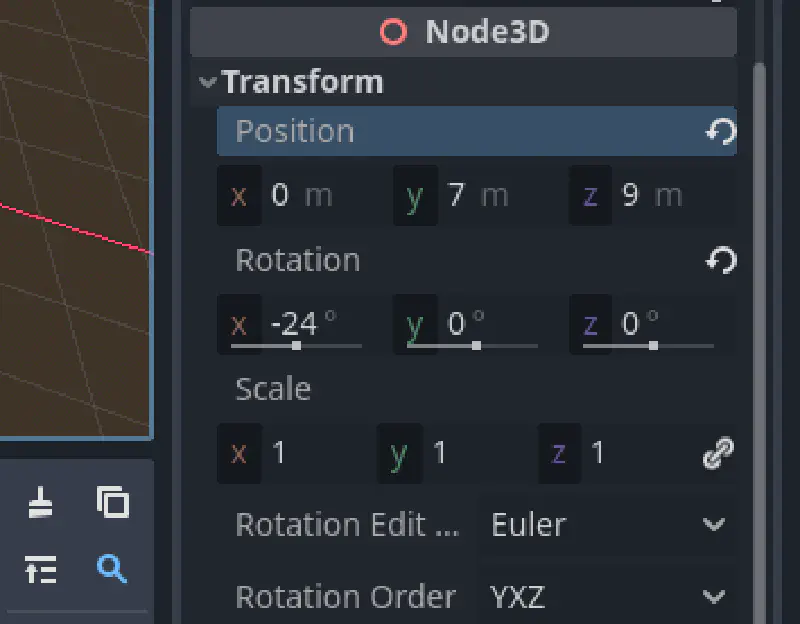 Node3D
Transform
Position
x 0 m y 7 m z 9 m
Rotation
x -24 ° y 0 ° z 0 °
Scale
x 1 y 1 z 1
Rotation Edit ... Euler
Rotation Order YXZ